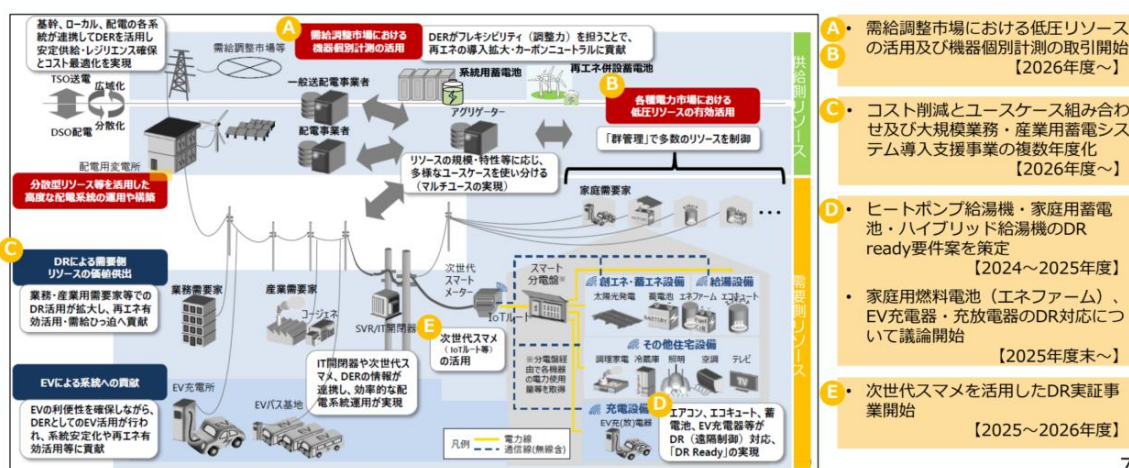 基幹、ローカル、配電の各系
統が連携してDERを活用し
安定供給・レジリエンス確保
とコスト最適化を実現
TSO送電
広域化
分散化
DSO配電
需給調整市場等
A
需給調整市場における
機器個別計測の活用
DERがフレキシビリティ(調整力)を担うことで、
再エネの導入拡大・カーボンニュートラルに貢献
一般送配電事業者
系統用蓄電池
再エネ併設蓄電池
供給側リソース
配電事業者
アグリゲーター
B
各種電力市場における
低圧リソースの有効活用
「群管理」で多数のリソースを制御
配電用変電所
分散型リソース等を活用した
高度な配電系統の運用や構築
リソースの規模・特性等に応じ、
多様なユースケースを使い分ける
(マルチユースの実現)
家庭需要家
C
DRによる需要側
リソースの価値供出
業務・産業用需要家等での
DR活用が拡大し、再エネ有
効活用・需給ひっ迫へ貢献
業務需要家
産業需要家
コージェネ
SVR/IT開閉器
次世代
スマート
メーター
IoTルート
E
次世代スマメ
(IoTルート等)
の活用
スマート
分電盤※
※分電盤経
由で各機器
の電力使用
量等を取得
創エネ・蓄エネ設備
給湯設備
太陽光発電
蓄電池
エネファーム
エコキュート
BATTERY
その他住宅設備
調理家電
冷蔵庫
照明
空調
テレビ
TV
需要側リソース
EVによる系統への貢献
EVの利便性を確保しながら、
DERとしてのEV活用が行わ
れ、系統安定化や再エネ有
効活用等に貢献
EV充電所
EVバス基地
IT開閉器や次世代ス
マメ、DERの情報が
連携し、効率的な配
電系統運用が実現
充電設備
EV充(放)電器
D
エアコン、エコキュート、蓄
電池、EV充電器等が
DR(遠隔制御)対応、
「DR Ready」の実現
凡例
電力線
通信線(無線含)
A
B
• 需給調整市場における低圧リソース
の活用及び機器個別計測の取引開始
【2026年度~】
C
• コスト削減とユースケース組み合わ
せ及び大規模業務・産業用蓄電シス
テム導入支援事業の複数年度化
【2026年度~】
D
• ヒートポンプ給湯機・家庭用蓄電
池・ハイブリッド給湯機のDR
ready要件案を策定
【2024~2025年度】
• 家庭用燃料電池(エネファーム)、
EV充電器・充放電器のDR対応につ
いて議論開始
【2025年度末~】
E
• 次世代スマメを活用したDR実証事
業開始
【2025~2026年度】
7